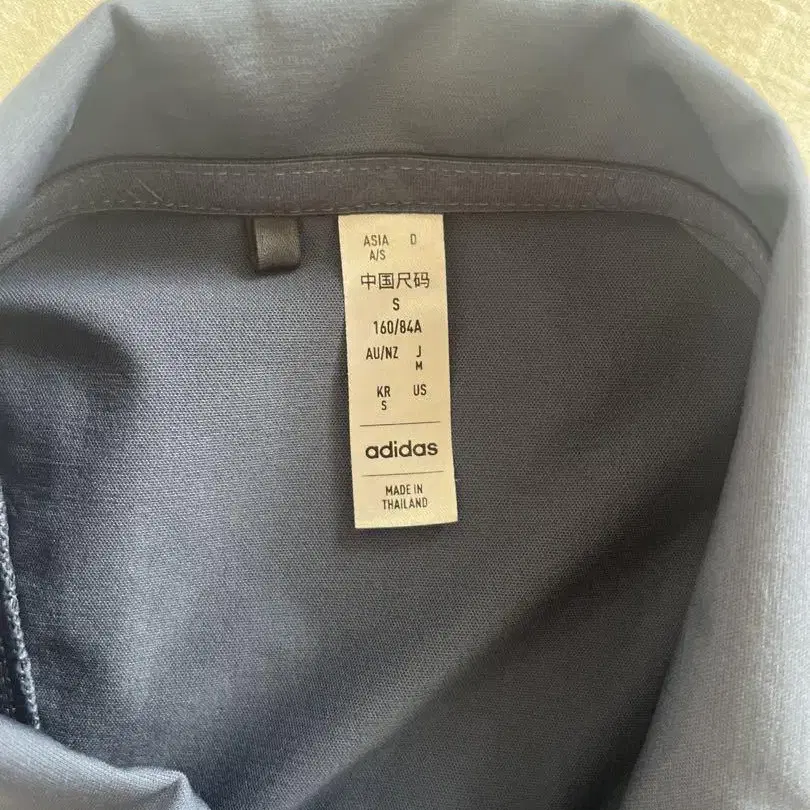 ASIA D
A/S
中国尺码
S
160/84A
AU/NZ J
M
KR US
S
adidas
MADE IN
THAILAND